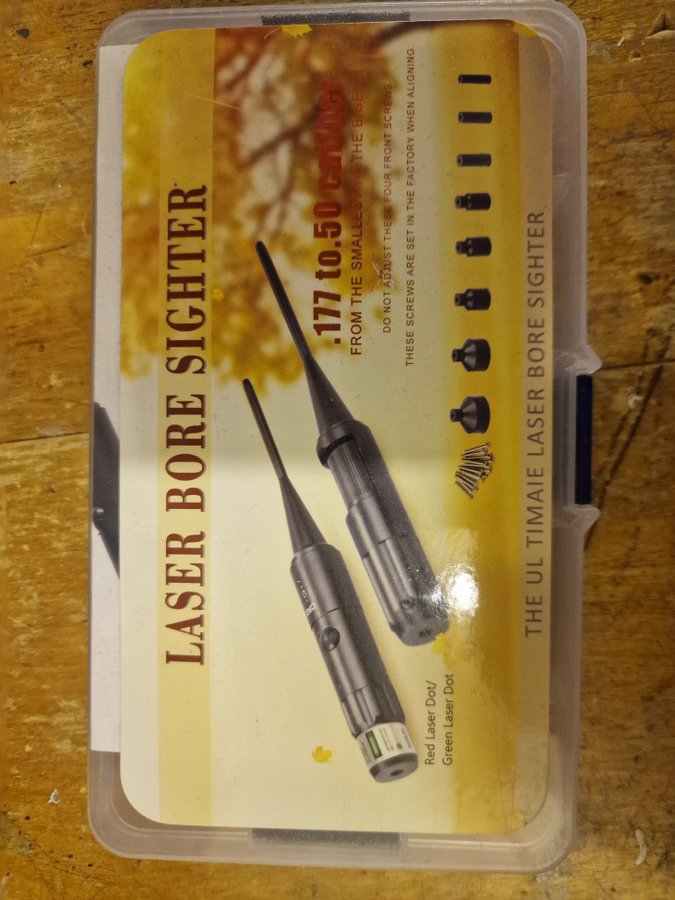 LASER BORE SIGHTER
.177 to.50 caliber
FROM THE SMALLEST TO THE BIGEST
DO NOT ADJUST THESE FOUR FRONT SCREWS
THESE SCREWS ARE SET IN THE FACTORY WHEN ALIGNING.
Red Laser Dot/
Green Laser Dot
THE UL TIMAIE LASER BORE SIGHTER.